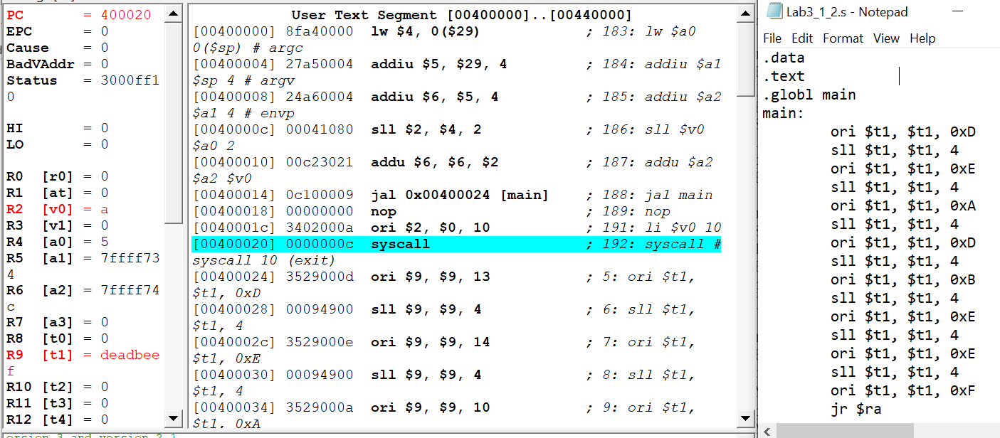 PC = 400020
EPC = 0
Cause = 0
BadVAddr = 0
Status = 3000ff1
0
HI = 0
LO = 0
R0 [r0] = 0
R1 [at] = 0
R2 [v0] = a
R3 [v1] = 0
R4 [a0] = 5
R5 [a1] = 7ffff73
4
R6 [a2] = 7ffff74
c
R7 [a3] = 0
R8 [t0] = 0
R9 [t1] = deadbee
f
R10 [t2] = 0
R11 [t3] = 0
R12 [t4] = 0
User Text Segment [00400000]..[00440000]
[00400000] 8fa40000 lw $4, 0($29) ; 183: lw $a0
0($sp) # argc
[00400004] 27a50004 addiu $5, $29, 4 ; 184: addiu $a1
$sp 4 # argv
[00400008] 24a60004 addiu $6, $5, 4 ; 185: addiu $a2
$a1 4 # envp
[0040000c] 00041080 sll $2, $4, 2 ; 186: sll $v0
$a0 2
[00400010] 00c23021 addu $6, $6, $2 ; 187: addu $a2
$a2 $v0
[00400014] 0c100009 jal 0x00400024 [main] ; 188: jal main
[00400018] 00000000 nop ; 189: nop
[0040001c] 3402000a ori $2, $0, 10 ; 191: li $v0 10
[00400020] 0000000c syscall ; 192: syscall #
syscall 10 (exit)
[00400024] 3529000d ori $9, $9, 13 ; 5: ori $t1,
$t1, 0xD
[00400028] 00094900 sll $9, $9, 4 ; 6: sll $t1,
$t1, 4
[0040002c] 3529000e ori $9, $9, 14 ; 7: ori $t1,
$t1, 0xE
[00400030] 00094900 sll $9, $9, 4 ; 8: sll $t1,
$t1, 4
[00400034] 3529000a ori $9, $9, 10 ; 9: ori $t1,
$t1, 0xA
Lab3_1_2.s - Notepad
File Edit Format View Help
.data
.text
.globl main
main:
ori $t1, $t1, 0xD
sll $t1, $t1, 4
ori $t1, $t1, 0xE
sll $t1, $t1, 4
ori $t1, $t1, 0xA
sll $t1, $t1, 4
ori $t1, $t1, 0xD
sll $t1, $t1, 4
ori $t1, $t1, 0xB
sll $t1, $t1, 4
ori $t1, $t1, 0xE
sll $t1, $t1, 4
ori $t1, $t1, 0xE
sll $t1, $t1, 4
ori $t1, $t1, 0xF
jr $ra